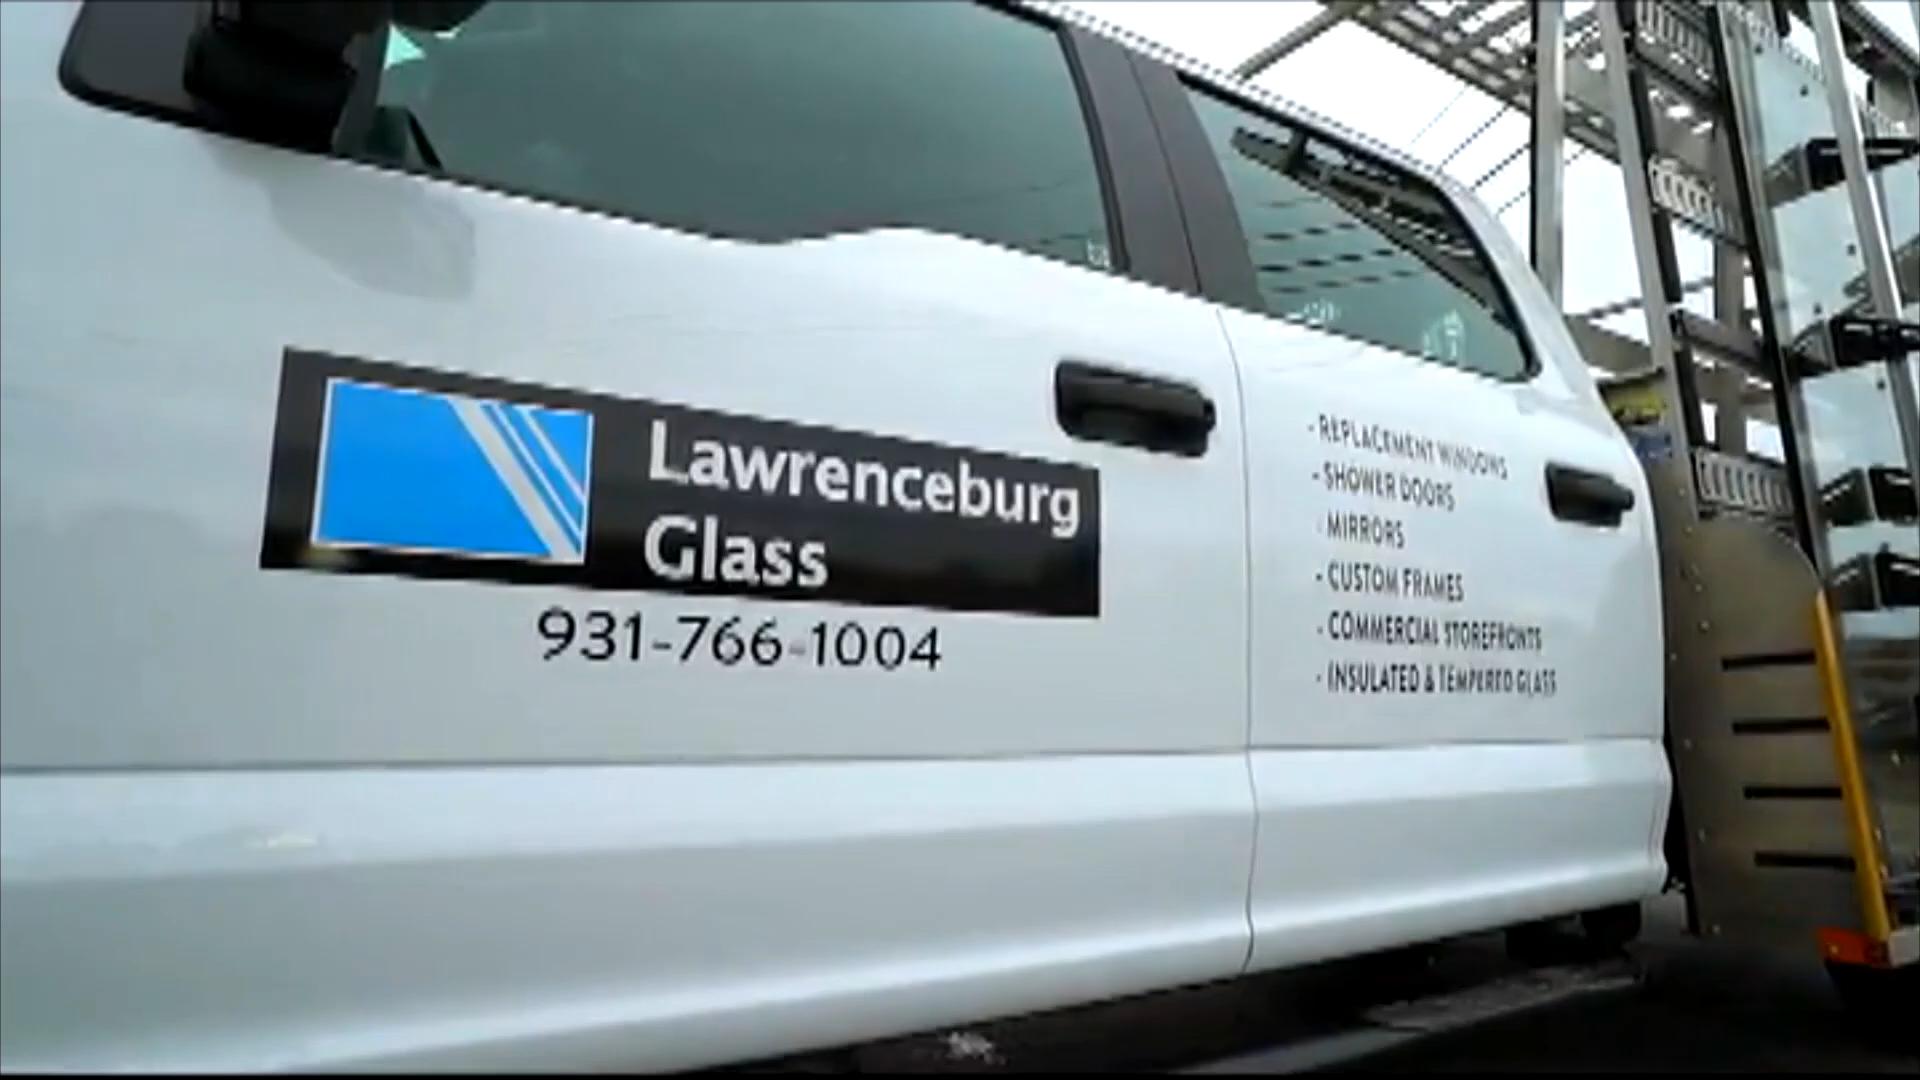 Lawrenceburg
Glass
931-766-1004
- REPLACEMENT WINDOWS
- SHOWER DOORS
- MIRRORS
- CUSTOM FRAMES
- COMMERCIAL STOREFRONTS
- INSULATED & TEMPERED GLASS